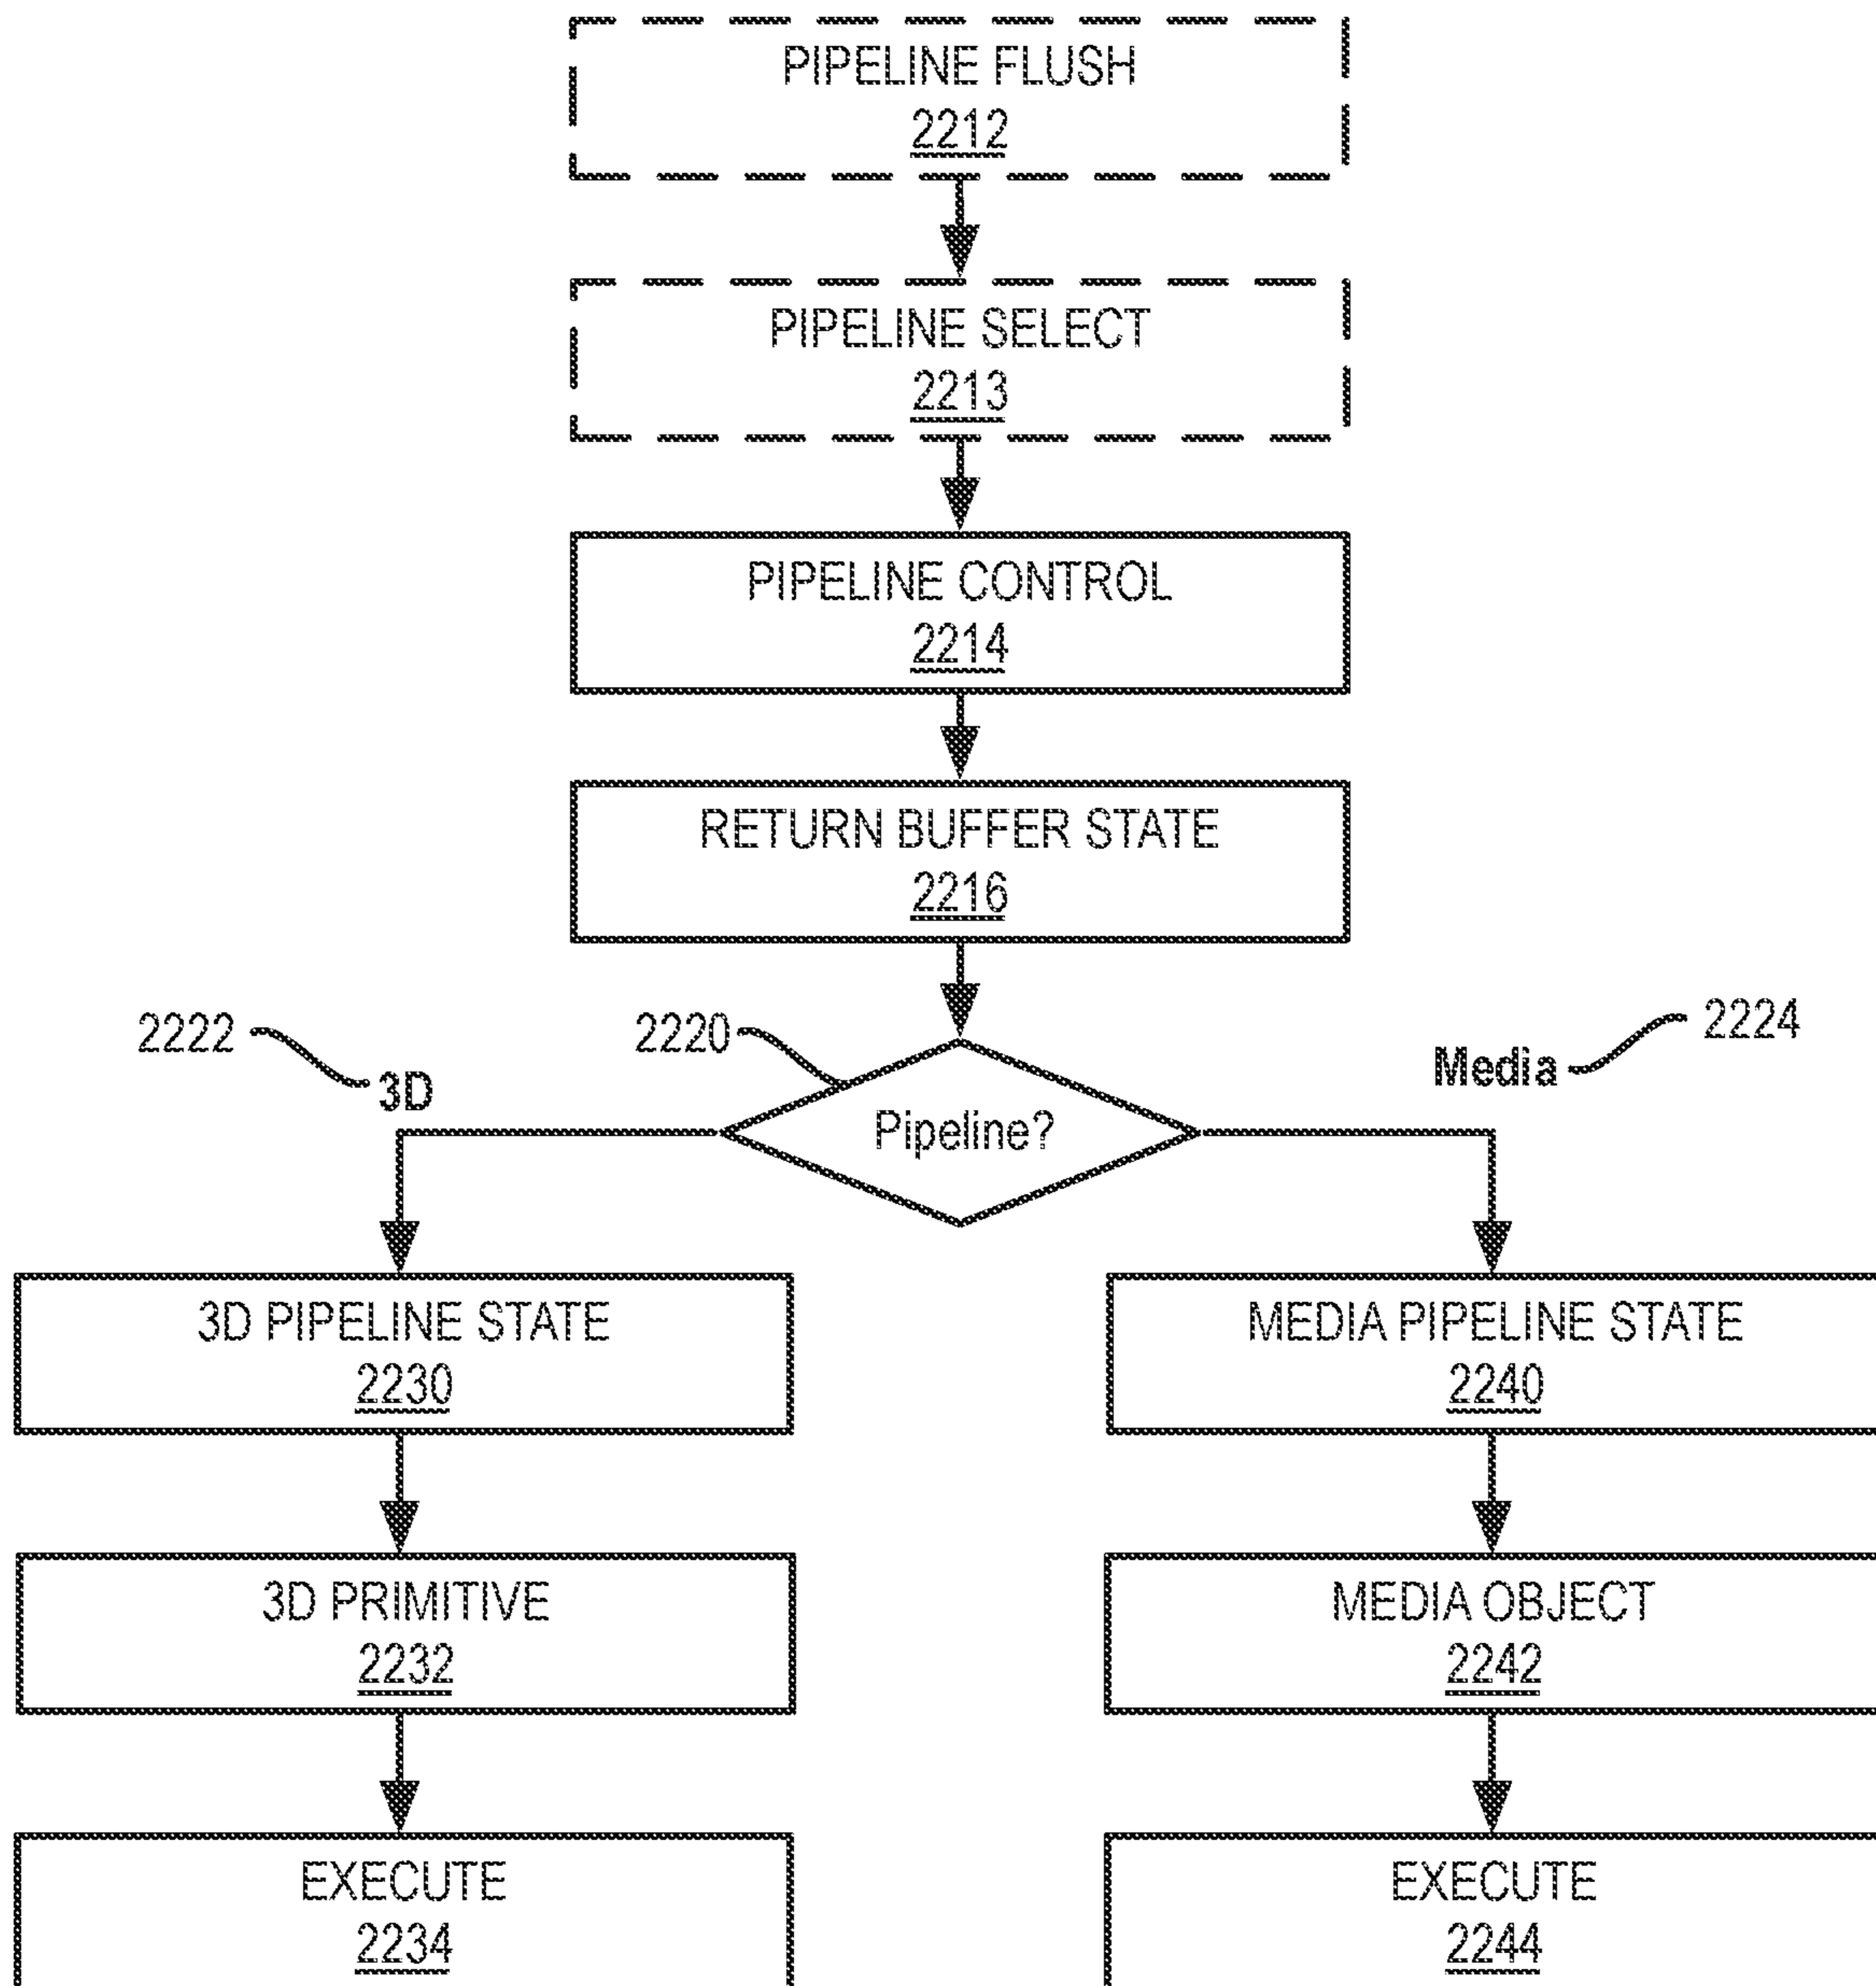 PIPELINE FLUSH
2212
PIPELINE SELECT
2213
PIPELINE CONTROL
2214
RETURN BUFFER STATE
2216
2222
3D
2220
Pipeline?
Media
2224
3D PIPELINE STATE
2230
MEDIA PIPELINE STATE
2240
3D PRIMITIVE
2232
MEDIA OBJECT
2242
EXECUTE
2234
EXECUTE
2244